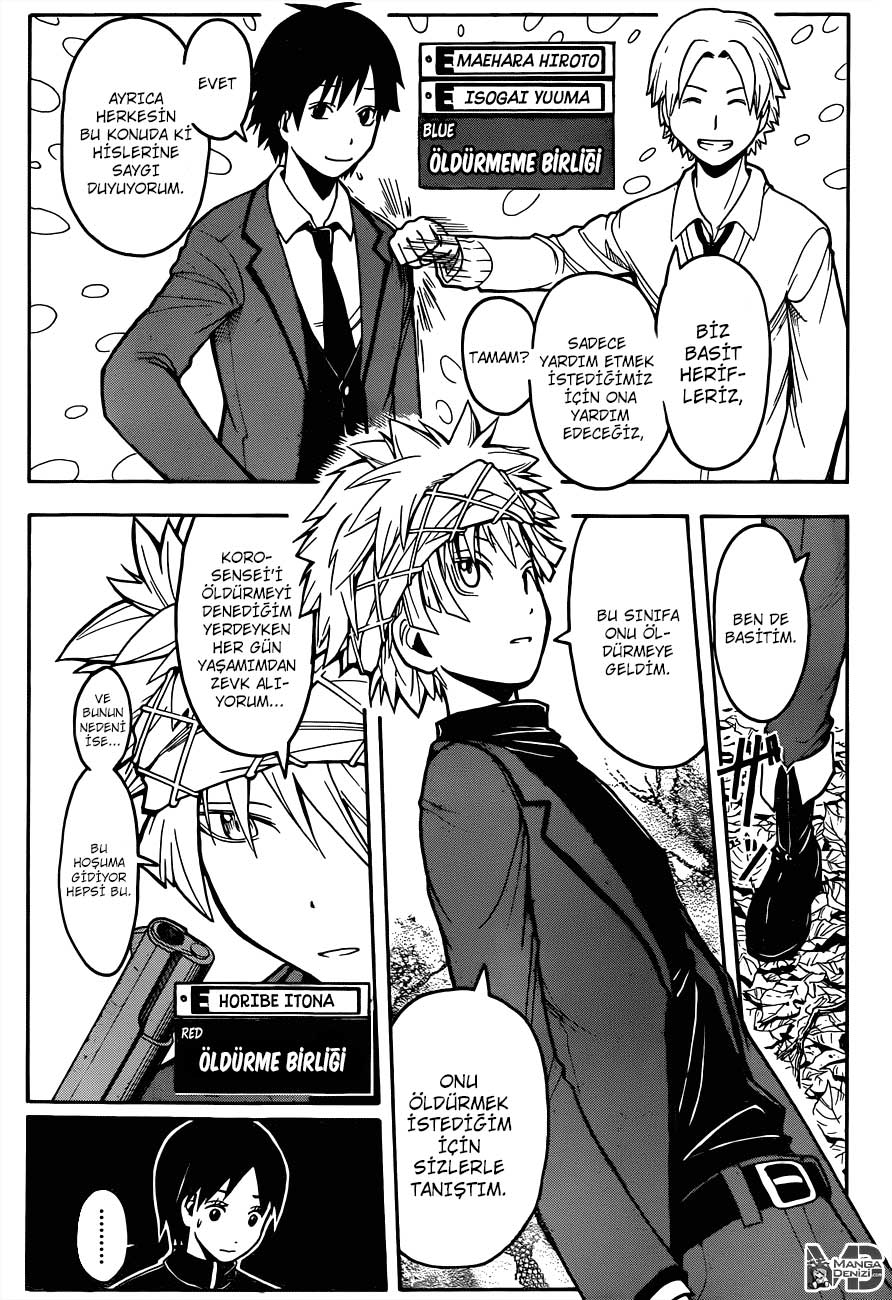 MAEHARA HIROTO
ISOGAI YUUMA
BLUE
ÖLDÜRMEME BİRLİĞİ
BİZ
BASİT
HERİF-
LERİZ,
SADECE
YARDIM ETMEK
İSTEDİĞİMİZ
İÇİN ONA
YARDIM
EDECEĞİZ,
TAMAM?
EVET
AYRICA
HERKESİN
BU KONUDA Kİ
HİSLERİNE
SAYGI
DUYUYORUM.
BEN DE
BASİTİM.
BU SINIFA
ONU ÖL-
DÜRMEYE
GELDİM.
ONU
ÖLDÜRMEK
İSTEDİĞİM
İÇİN
SİZLERLE
TANIŞTIM.
KORO-
SENSEİ'İ
ÖLDÜRMEYİ
DENEDİĞİM
YERDEYKEN
HER GÜN
YAŞAMIMDAN
ZEVK ALI-
YORUM...
VE
BUNUN
NEDENİ
İSE...
BU
HOŞUMA
GİDİYOR
HEPSİ BU.
E HORIBE ITONA
RED
ÖLDÜRME BİRLİĞİ
.........
MANGA
DENİZİ